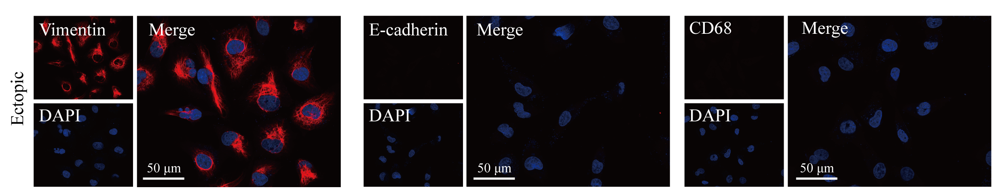 Ectopic
Vimentin
DAPI
Merge
50 μm
E-cadherin
DAPI
Merge
50 μm
CD68
DAPI
Merge
50 μm